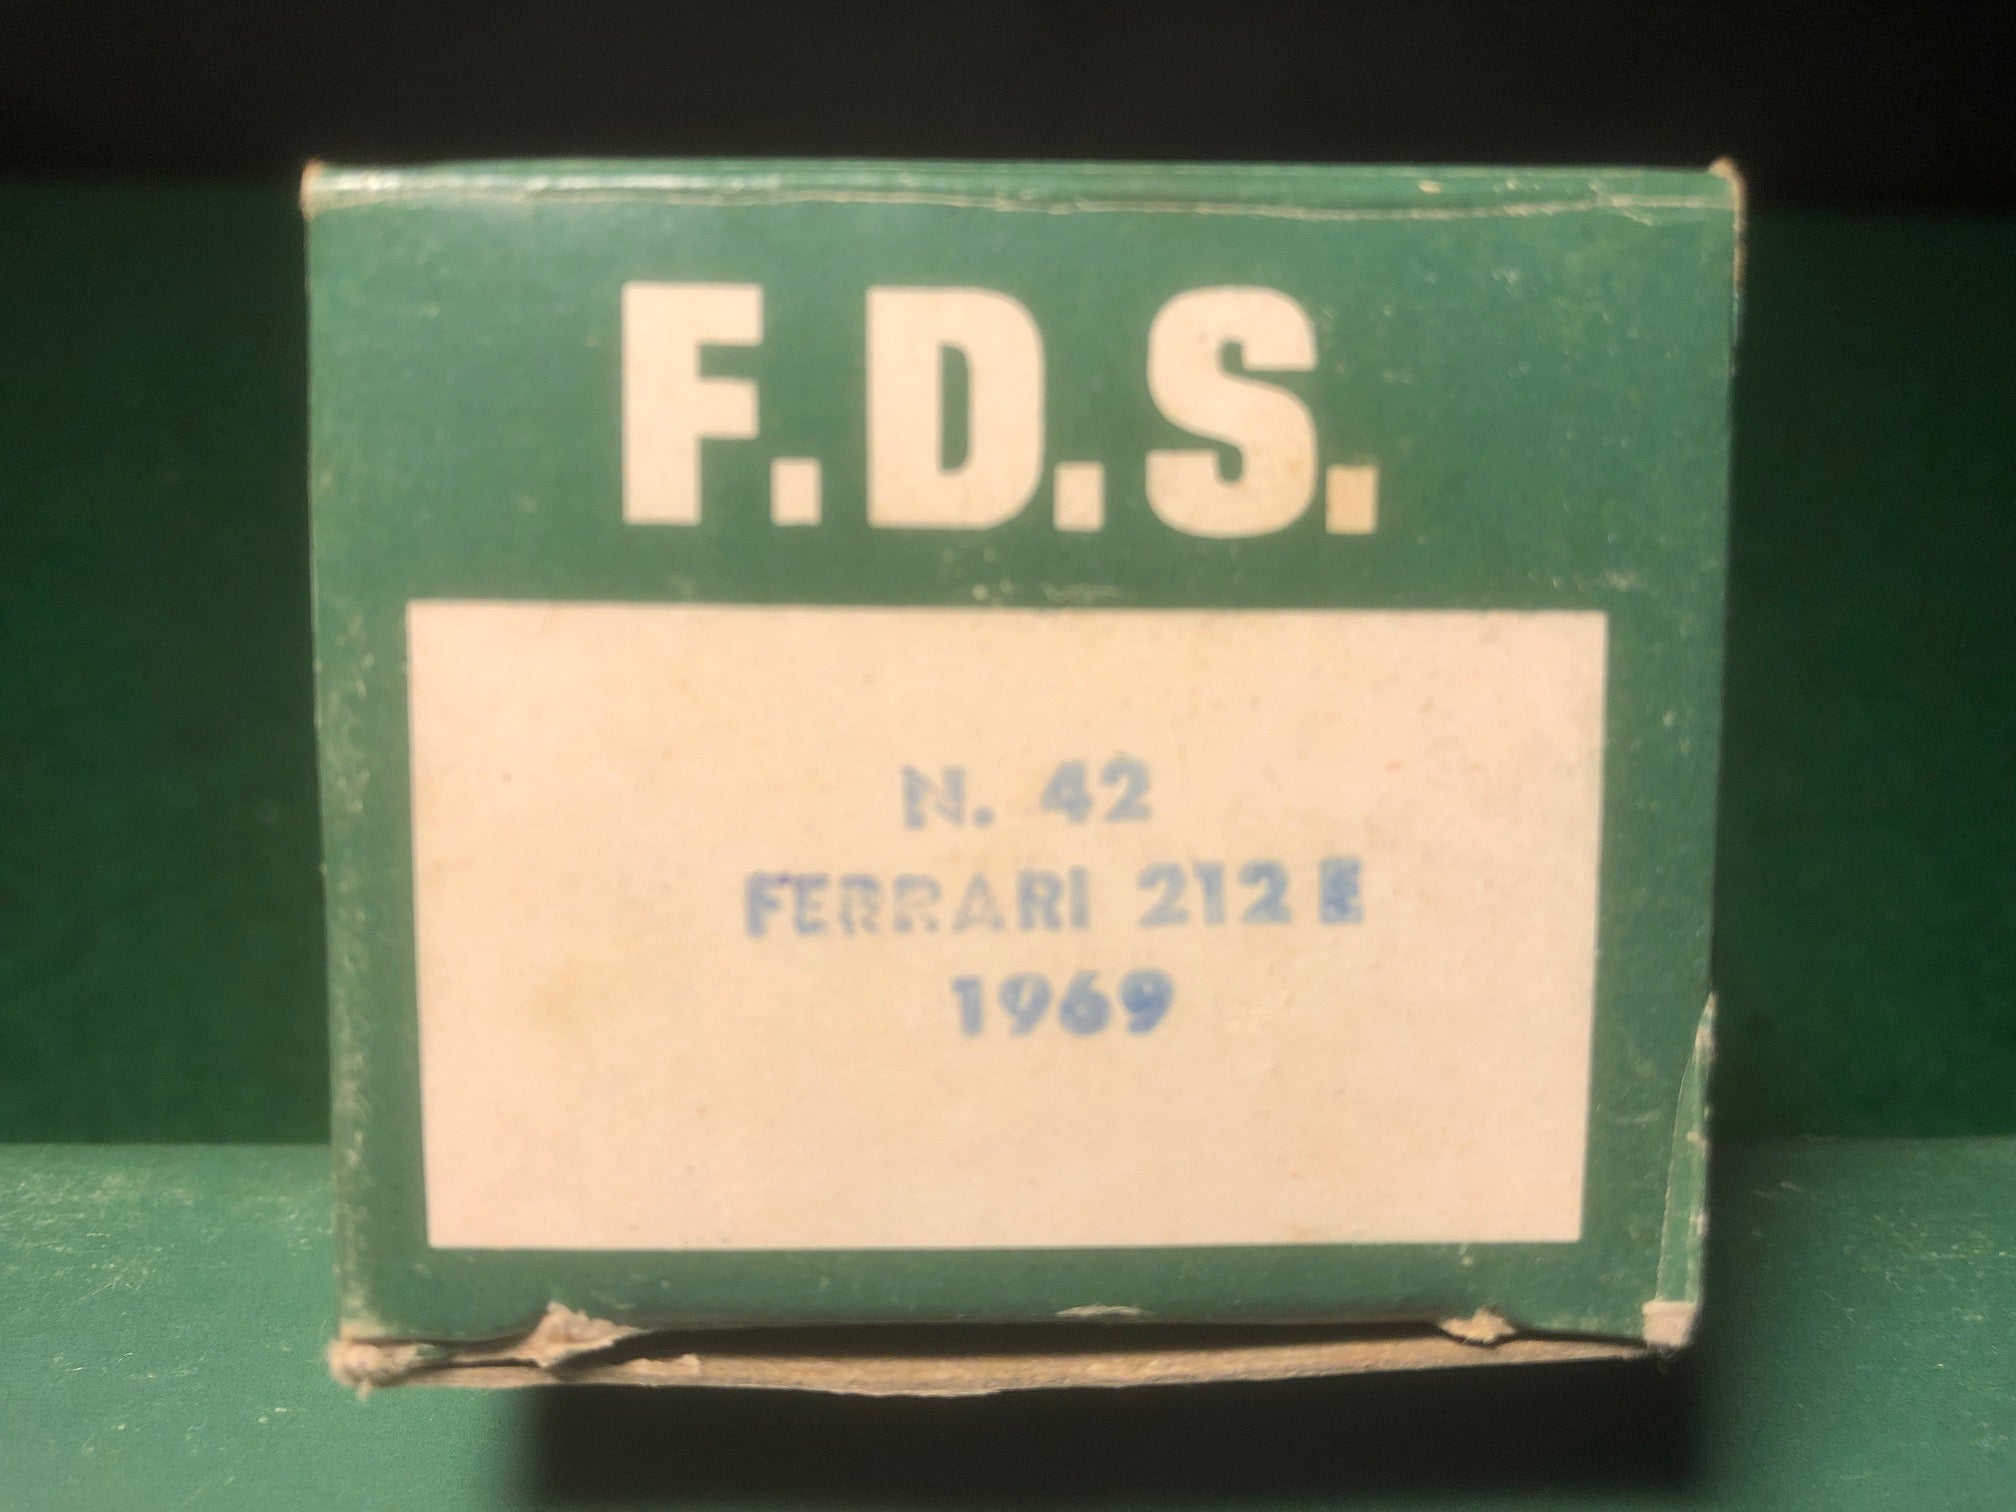 F.D.S.
N. 42
FERRARI 212 E
1969